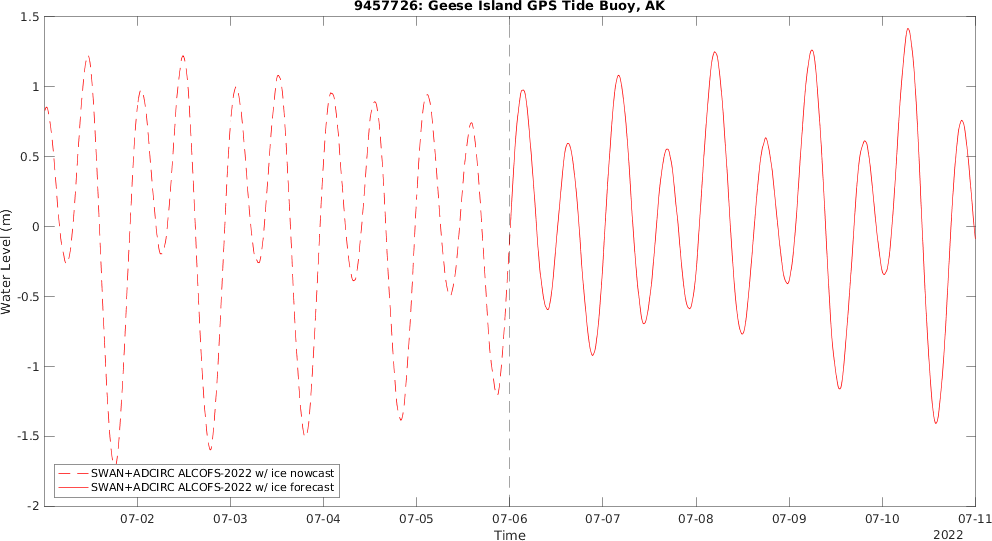 9457726: Geese Island GPS Tide Buoy, AK
1.5
1
0.5
0
-0.5
-1
-1.5
-2
Water Level (m)
SWAN+ADCIRC ALCOFS-2022 w/ ice nowcast
SWAN+ADCIRC ALCOFS-2022 w/ ice forecast
07-02 07-03 07-04 07-05 07-06 07-07 07-08 07-09 07-10 07-11
Time
2022